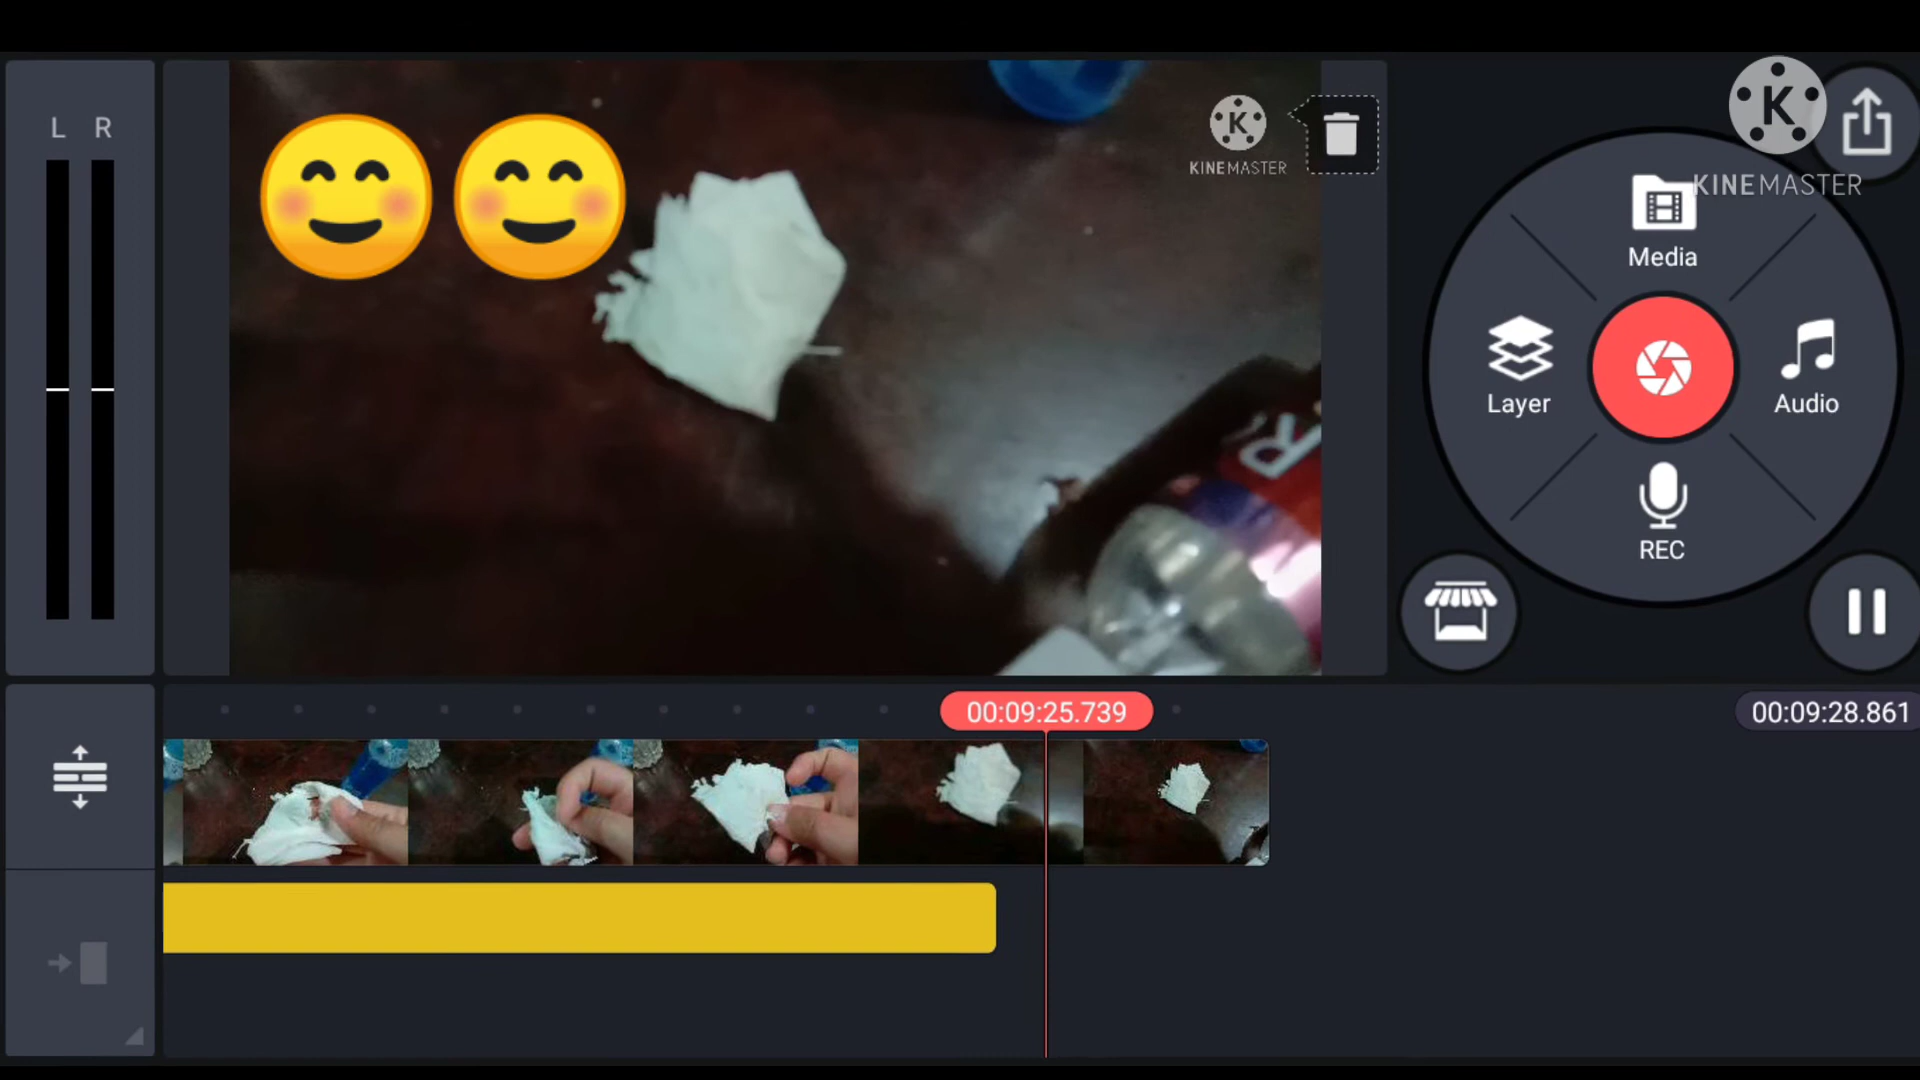 L R
KINEMASTER
K
K
KINEMASTER
Media
Layer
Audio
REC
R
00:09:25.739
00:09:28.861